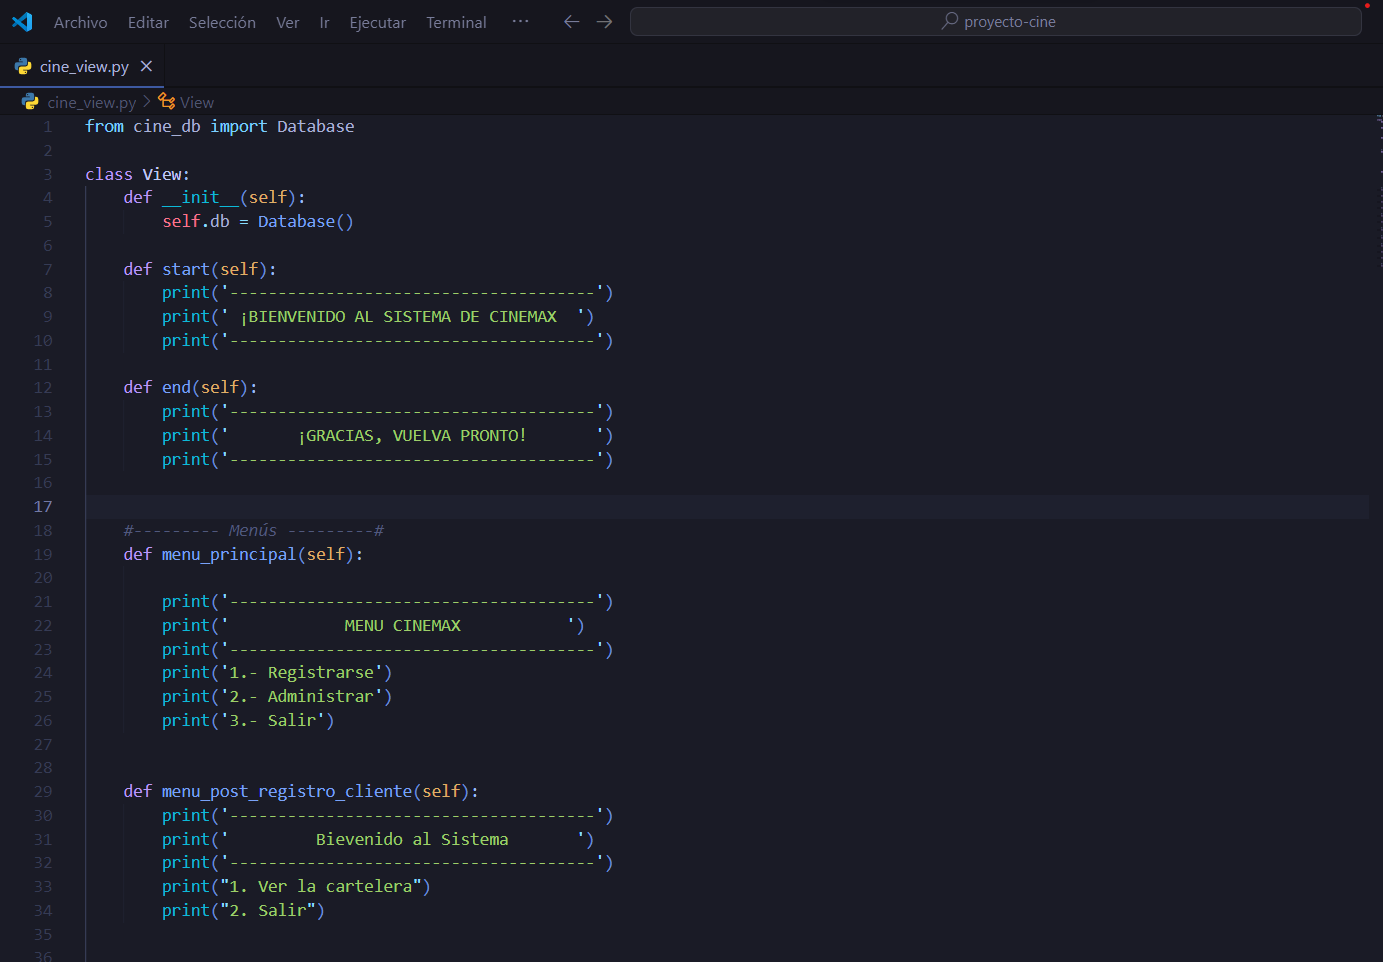 Archivo Editar Selección Ver Ir Ejecutar Terminal ··· proyecto-cine
cine_view.py
cine_view.py > View
1 from cine_db import Database
2
3 class View:
4     def __init__(self):
5         self.db = Database()
6
7     def start(self):
8         print('--------------------------------------')
9         print(' ¡BIENVENIDO AL SISTEMA DE CINEMAX  ')
10         print('--------------------------------------')
11
12     def end(self):
13         print('--------------------------------------')
14         print('       ¡GRACIAS, VUELVA PRONTO!       ')
15         print('--------------------------------------')
16
17
18     #--------- Menús ---------#
19     def menu_principal(self):
20
21         print('--------------------------------------')
22         print('            MENU CINEMAX           ')
23         print('--------------------------------------')
24         print('1.- Registrarse')
25         print('2.- Administrar')
26         print('3.- Salir')
27
28
29     def menu_post_registro_cliente(self):
30         print('--------------------------------------')
31         print('         Bievenido al Sistema       ')
32         print('--------------------------------------')
33         print("1. Ver la cartelera")
34         print("2. Salir")
35
36